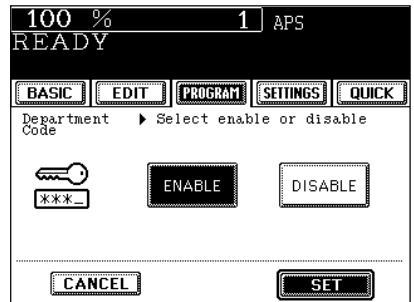 100 % 1 APS
READY
BASIC EDIT PROGRAM SETTINGS QUICK
Department ▶ Select enable or disable
Code
***_
ENABLE DISABLE
CANCEL SET